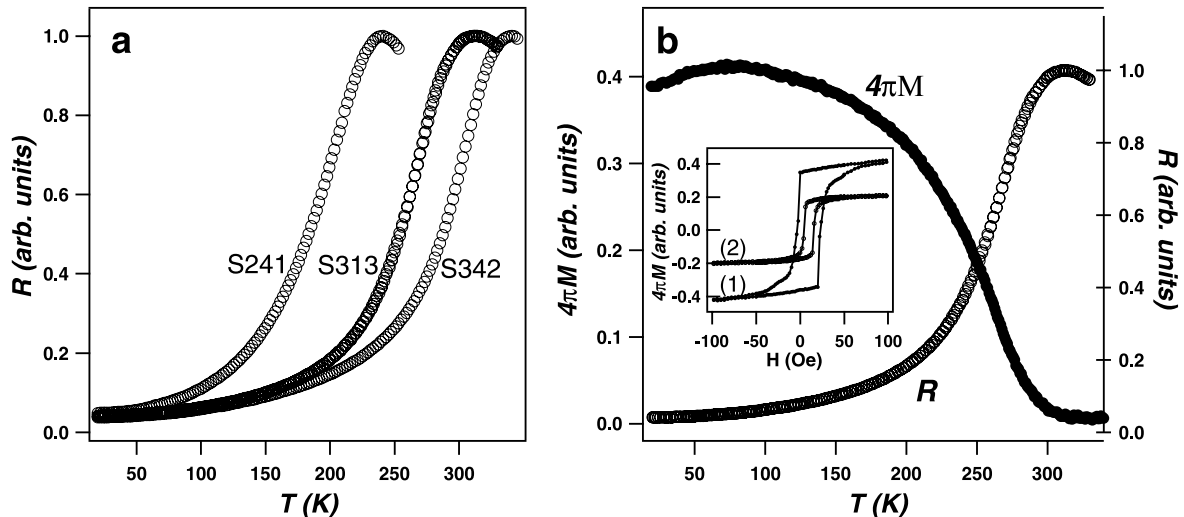 a
1.0
0.8
0.6
0.4
0.2
0.0
R (arb. units)
S241
S313
S342
50
100
150
200
250
300
T (K)
b
0.4
0.3
0.2
0.1
0.0
4πM (arb. units)
4πM
R
1.0
0.8
0.6
0.4
0.2
0.0
R (arb. units)
0.4
0.2
0.0
-0.2
-0.4
4πM (arb. units)
(2)
(1)
-100
-50
0
50
100
H (Oe)
50
100
150
200
250
300
T (K)